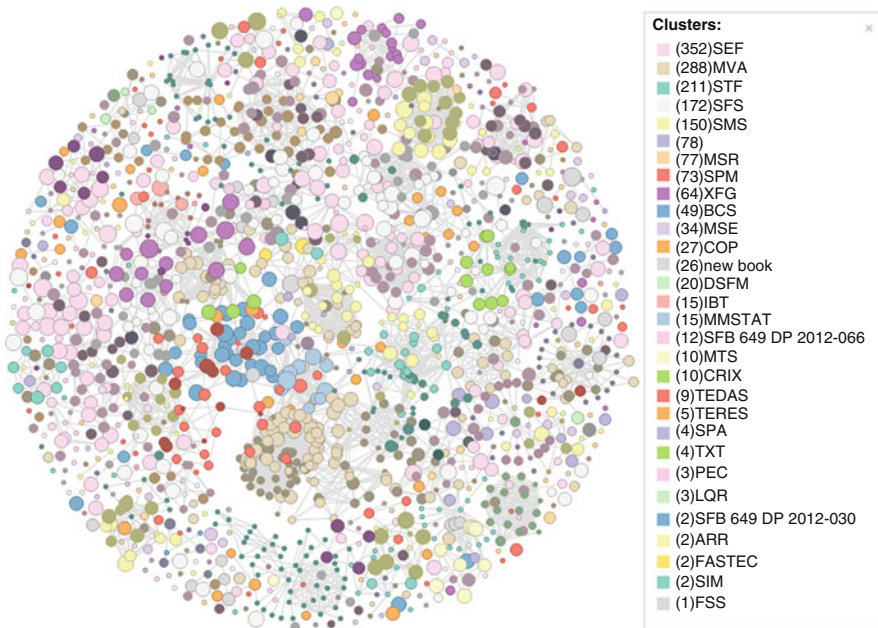 Clusters:
×
(352)SEF
(288)MVA
(211)STF
(172)SFS
(150)SMS
(78)
(77)MSR
(73)SPM
(64)XFG
(49)BCS
(34)MSE
(27)COP
(26)new book
(20)DSFM
(15)IBT
(15)MMSTAT
(12)SFB 649 DP 2012-066
(10)MTS
(10)CRIX
(9)TEDAS
(5)TERES
(4)SPA
(4)TXT
(3)PEC
(3)LQR
(2)SFB 649 DP 2012-030
(2)ARR
(2)FASTEC
(2)SIM
(1)FSS